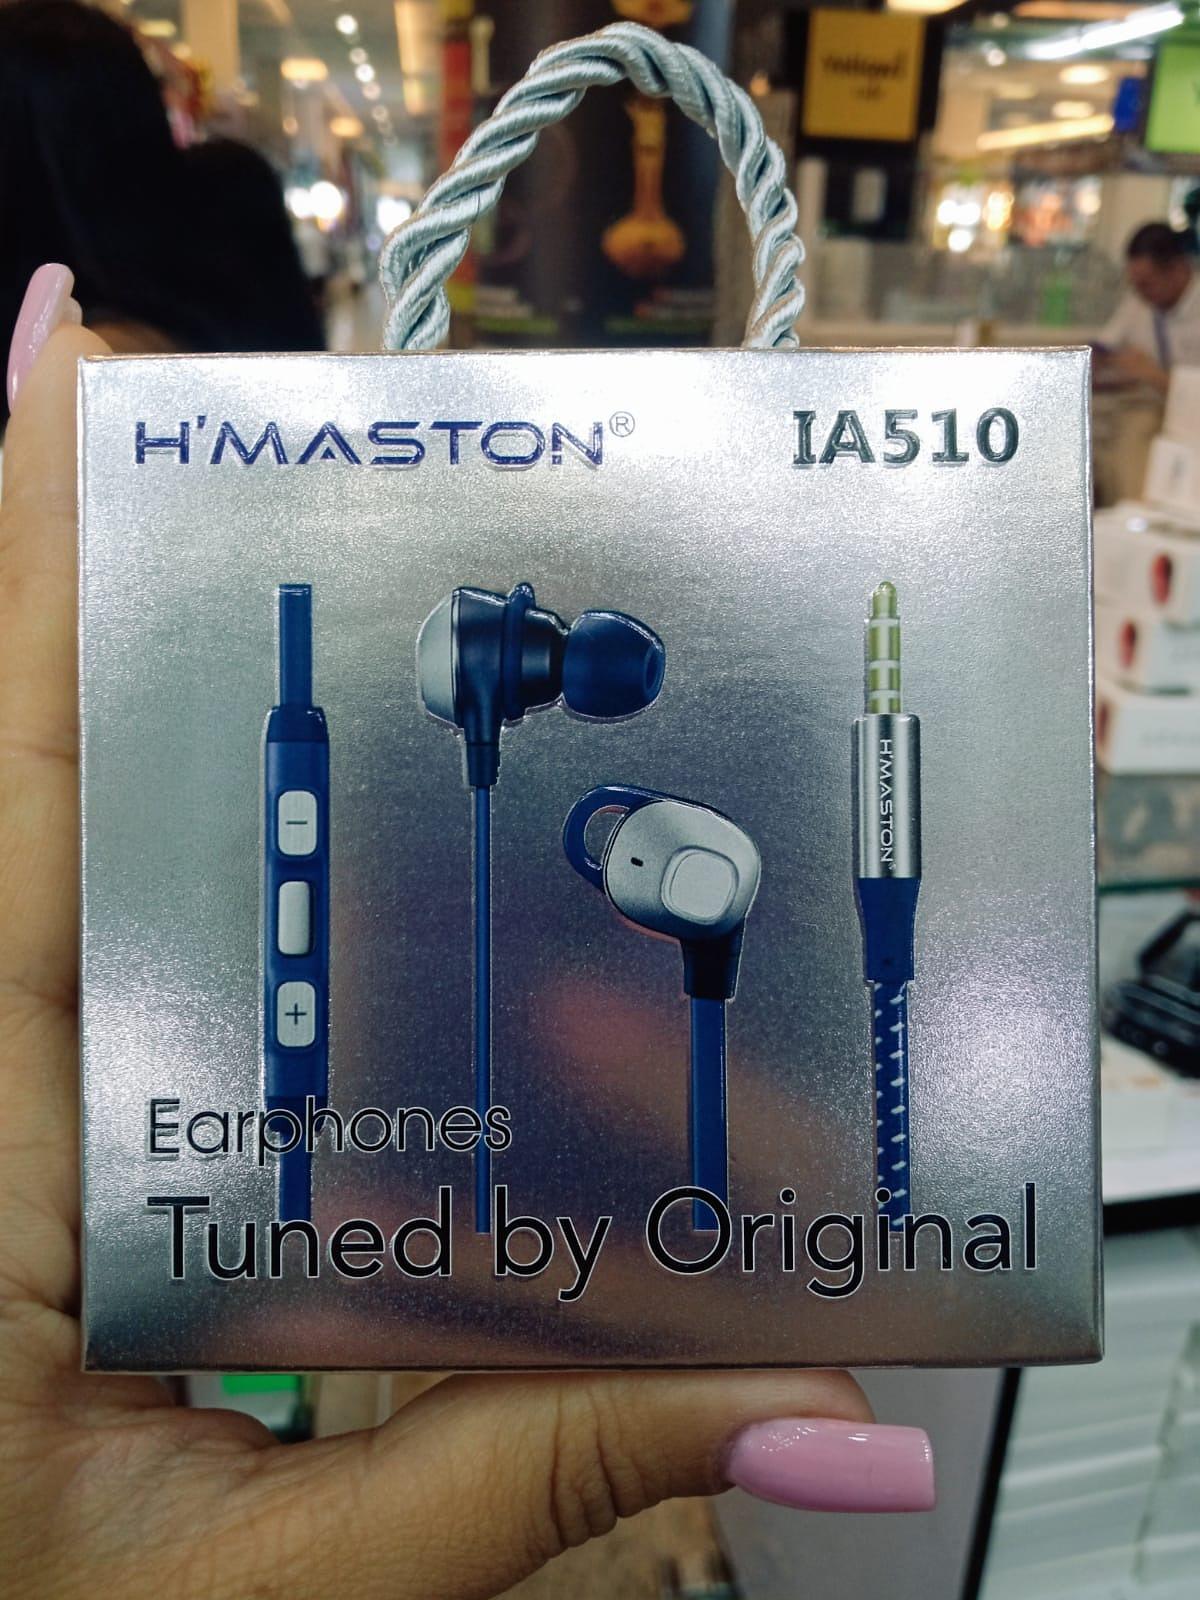 H'MASTON® IA510
−
+
H'MASTON®
Earphones
Tuned by Original